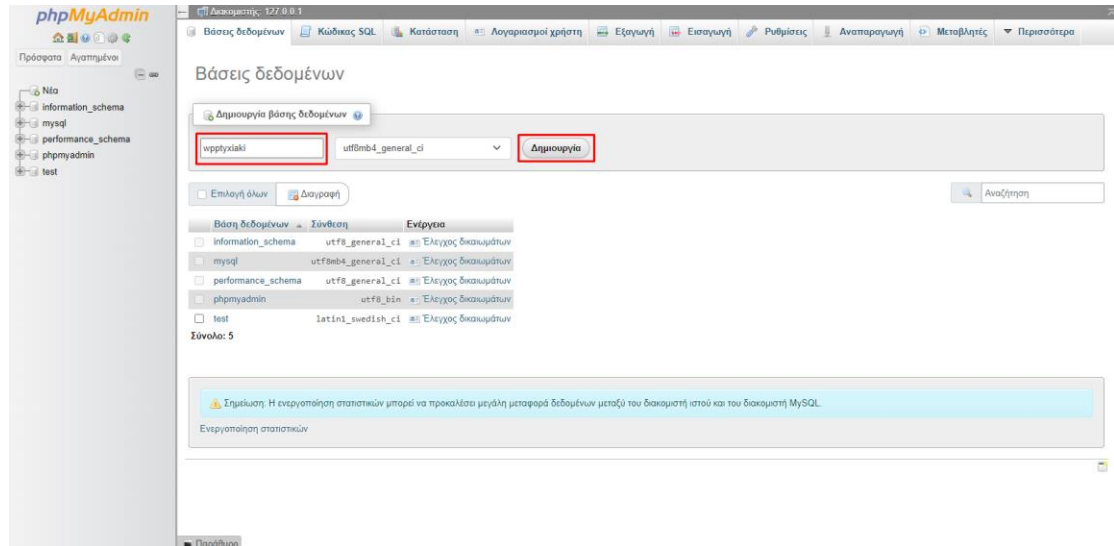 phpMyAdmin
Πρόσφατα Αγαπημένοι
Νέα
information_schema
mysql
performance_schema
phpmyadmin
test
Διακομιστής: 127.0.0.1
Βάσεις δεδομένων Κώδικας SQL Κατάσταση Λογαριασμοί χρήστη Εξαγωγή Εισαγωγή Ρυθμίσεις Αναπαραγωγή Μεταβλητές Περισσότερα
Βάσεις δεδομένων
Δημιουργία βάσης δεδομένων
wpptyxiaki utf8mb4_general_ci Δημιουργία
Επιλογή όλων Διαγραφή Αναζήτηση
Βάση δεδομένων Σύνθεση Ενέργεια
information_schema utf8_general_ci Έλεγχος δικαιωμάτων
mysql utf8mb4_general_ci Έλεγχος δικαιωμάτων
performance_schema utf8_general_ci Έλεγχος δικαιωμάτων
phpmyadmin utf8_bin Έλεγχος δικαιωμάτων
test latin1_swedish_ci Έλεγχος δικαιωμάτων
Σύνολο: 5
Σημείωση: Η ενεργοποίηση στατιστικών μπορεί να προκαλέσει μεγάλη μεταφορά δεδομένων μεταξύ του διακομιστή ιστού και του διακομιστή MySQL.
Ενεργοποίηση στατιστικών
Παράθυρο